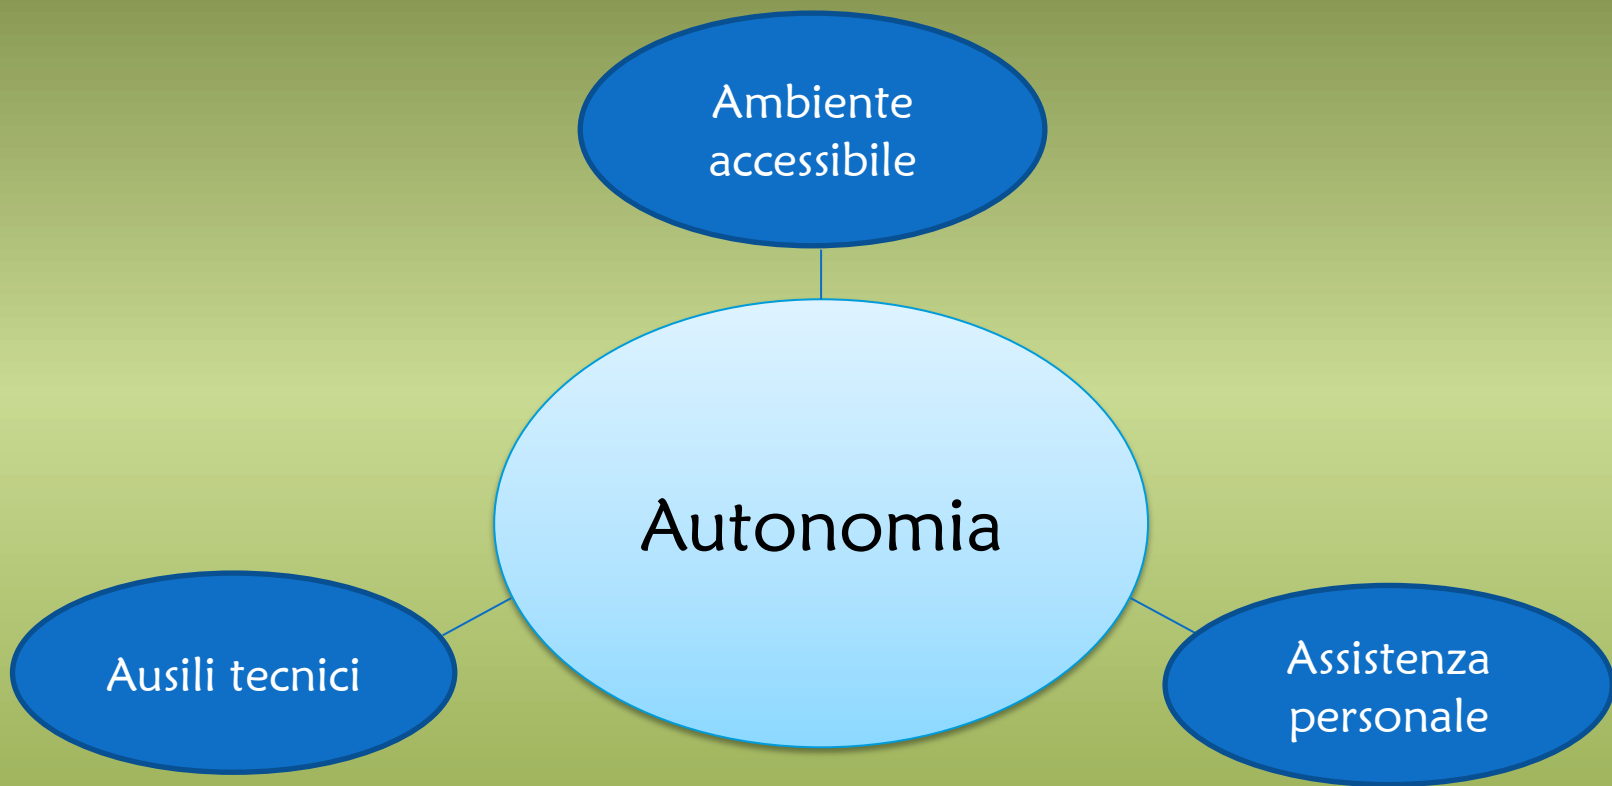 Ambiente
accessibile
Autonomia
Ausili tecnici
Assistenza
personale